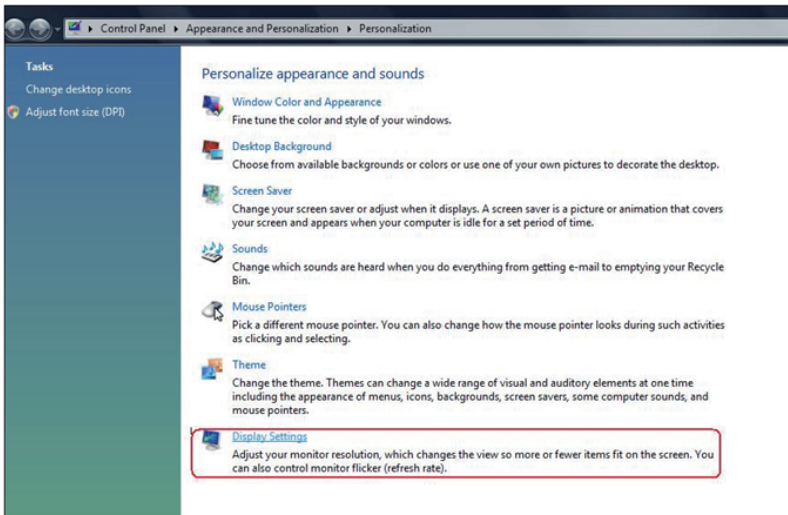 Control Panel ▸ Appearance and Personalization ▸ Personalization
Tasks
Change desktop icons
Adjust font size (DPI)
Personalize appearance and sounds
Window Color and Appearance
Fine tune the color and style of your windows.
Desktop Background
Choose from available backgrounds or colors or use one of your own pictures to decorate the desktop.
Screen Saver
Change your screen saver or adjust when it displays. A screen saver is a picture or animation that covers
your screen and appears when your computer is idle for a set period of time.
Sounds
Change which sounds are heard when you do everything from getting e-mail to emptying your Recycle
Bin.
Mouse Pointers
Pick a different mouse pointer. You can also change how the mouse pointer looks during such activities
as clicking and selecting.
Theme
Change the theme. Themes can change a wide range of visual and auditory elements at one time
including the appearance of menus, icons, backgrounds, screen savers, some computer sounds, and
mouse pointers.
Display Settings
Adjust your monitor resolution, which changes the view so more or fewer items fit on the screen. You
can also control monitor flicker (refresh rate).